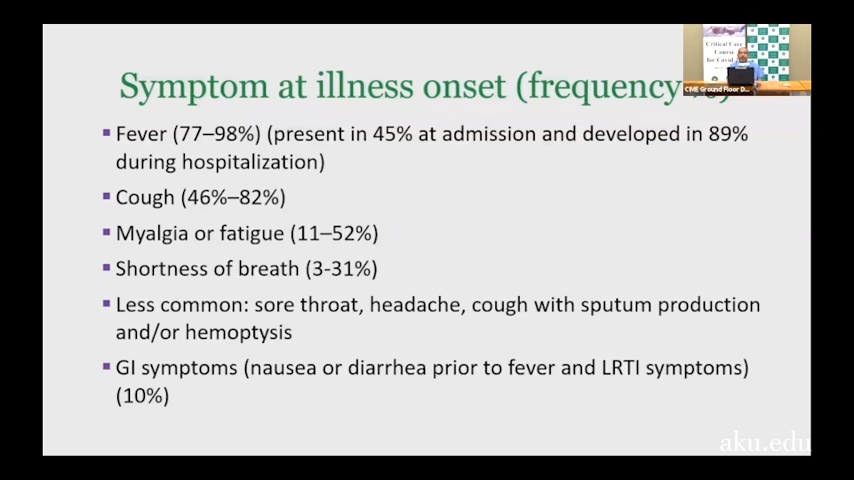 Critical Care
Course
for Covid
CME Ground Floor D...
Symptom at illness onset (frequency
▪ Fever (77–98%) (present in 45% at admission and developed in 89%
during hospitalization)
▪ Cough (46%–82%)
▪ Myalgia or fatigue (11–52%)
▪ Shortness of breath (3-31%)
▪ Less common: sore throat, headache, cough with sputum production
and/or hemoptysis
▪ GI symptoms (nausea or diarrhea prior to fever and LRTI symptoms)
(10%)
aku.edu